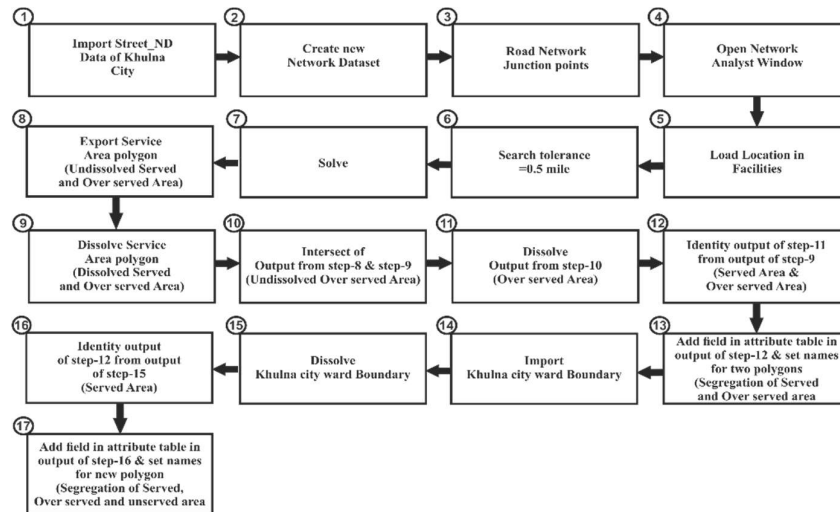 1
Import Street_ND
Data of Khulna
City
2
Create new
Network Dataset
3
Road Network
Junction points
4
Open Network
Analyst Window
5
Load Location in
Facilities
6
Search tolerance
=0.5 mile
7
Solve
8
Export Service
Area polygon
(Undissolved Served
and Over served Area)
9
Dissolve Service
Area polygon
(Dissolved Served
and Over served Area)
10
Intersect of
Output from step-8 & step-9
(Undissolved Over served Area)
11
Dissolve
Output from step-10
(Over served Area)
12
Identity output of step-11
from output of step-9
(Served Area &
Over served Area)
13
Add field in attribute table in
output of step-12 & set names
for two polygons
(Segregation of Served
and Over served area
14
Import
Khulna city ward Boundary
15
Dissolve
Khulna city ward Boundary
16
Identity output
of step-12 from output
of step-15
(Served Area)
17
Add field in attribute table in
output of step-16 & set names
for new polygon
(Segregation of Served,
Over served and unserved area